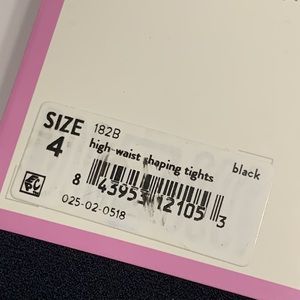 SIZE 182B
4 high-waist shaping tights black
8 43953 12105 3
025-02-0518